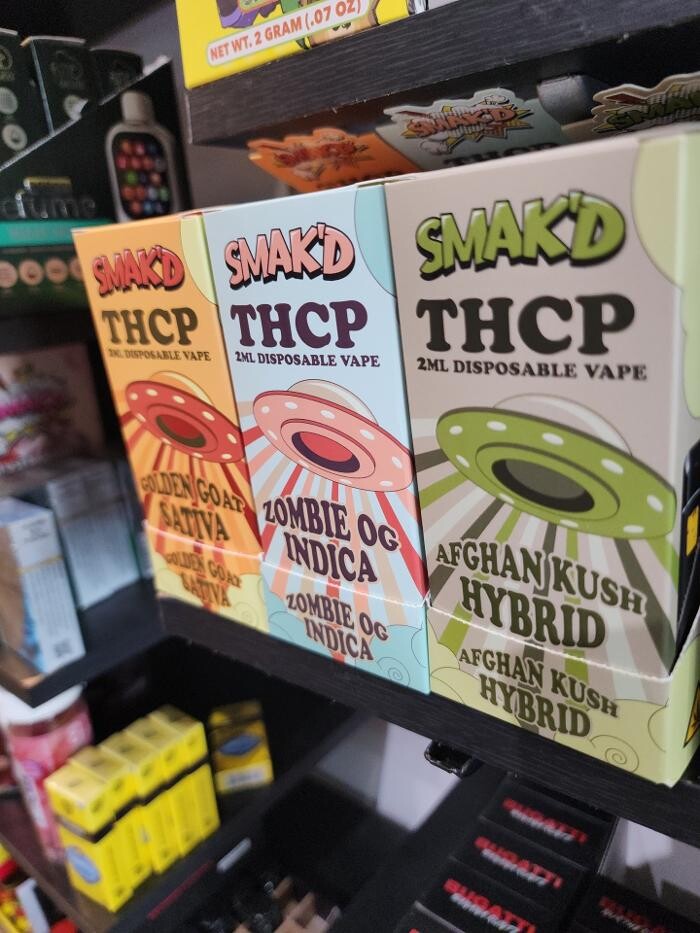 NET WT. 2 GRAM (.07 OZ)
SMAK'D
THCP
2ML DISPOSABLE VAPE
GOLDEN GOAT
SATIVA
GOLDEN GOAT
SATIVA
SMAK'D
THCP
2ML DISPOSABLE VAPE
ZOMBIE OG
INDICA
ZOMBIE OG
INDICA
SMAK'D
THCP
2ML DISPOSABLE VAPE
AFGHAN KUSH
HYBRID
AFGHAN KUSH
HYBRID
SMAK'D
SMAK'D
THCP
BUGATTI
BUGATTI
BUGATTI